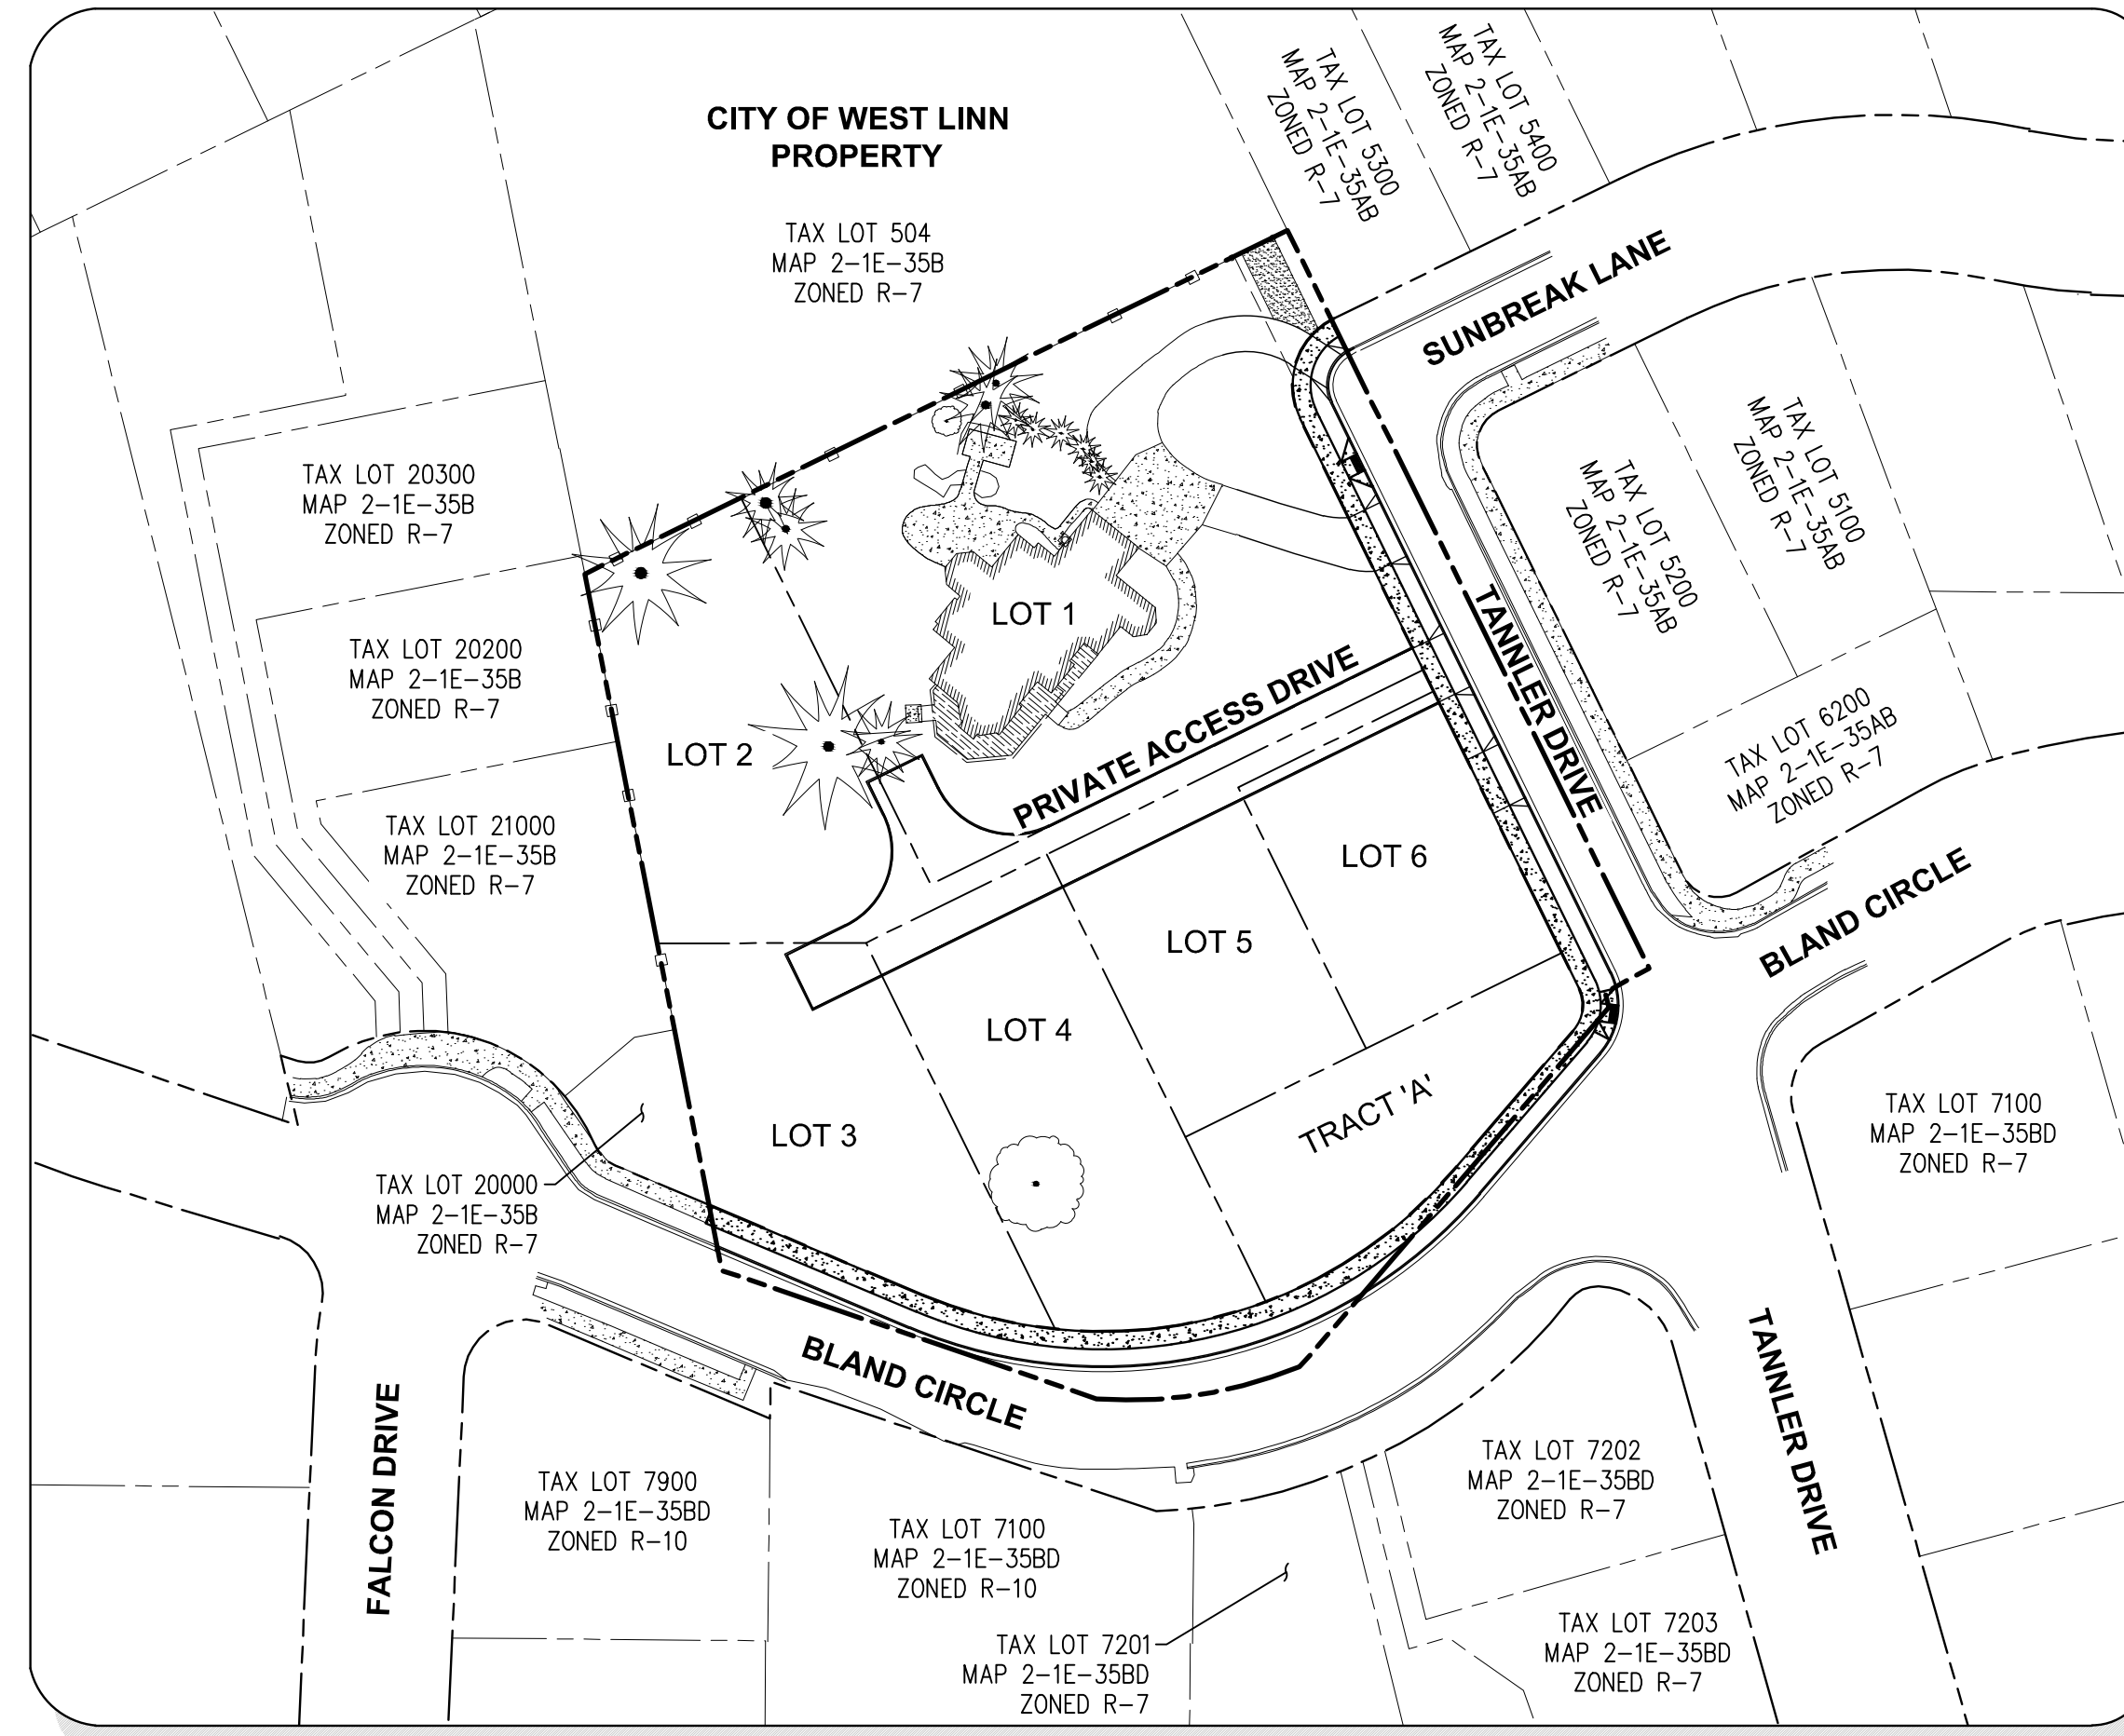 CITY OF WEST LINN
PROPERTY
TAX LOT 504
MAP 2-1E-35B
ZONED R-7
TAX LOT 5300
MAP 2-1E-35AB
ZONED R-7
TAX LOT 5400
MAP 2-1E-35AB
ZONED R-7
SUNBREAK LANE
TAX LOT 20300
MAP 2-1E-35B
ZONED R-7
TAX LOT 5100
MAP 2-1E-35AB
ZONED R-7
TAX LOT 5200
MAP 2-1E-35AB
ZONED R-7
LOT 1
TANNLER DRIVE
TAX LOT 20200
MAP 2-1E-35B
ZONED R-7
LOT 2
PRIVATE ACCESS DRIVE
TAX LOT 6200
MAP 2-1E-35AB
ZONED R-7
TAX LOT 21000
MAP 2-1E-35B
ZONED R-7
LOT 6
LOT 5
BLAND CIRCLE
LOT 4
LOT 3
TRACT 'A'
TAX LOT 7100
MAP 2-1E-35BD
ZONED R-7
TAX LOT 20000
MAP 2-1E-35B
ZONED R-7
BLAND CIRCLE
TANNLER DRIVE
FALCON DRIVE
TAX LOT 7900
MAP 2-1E-35BD
ZONED R-10
TAX LOT 7100
MAP 2-1E-35BD
ZONED R-10
TAX LOT 7202
MAP 2-1E-35BD
ZONED R-7
TAX LOT 7201
MAP 2-1E-35BD
ZONED R-7
TAX LOT 7203
MAP 2-1E-35BD
ZONED R-7